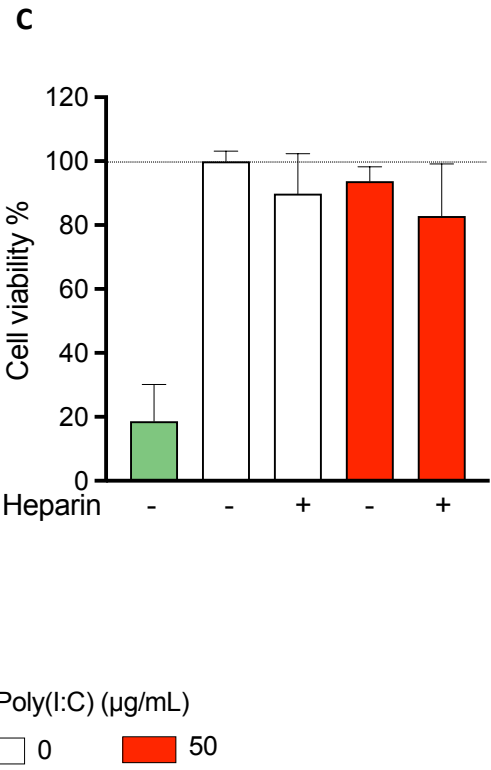 C
120
100
80
60
40
20
0
Cell viability %
Heparin - - + - +
Poly(I:C) (µg/mL)
0 50